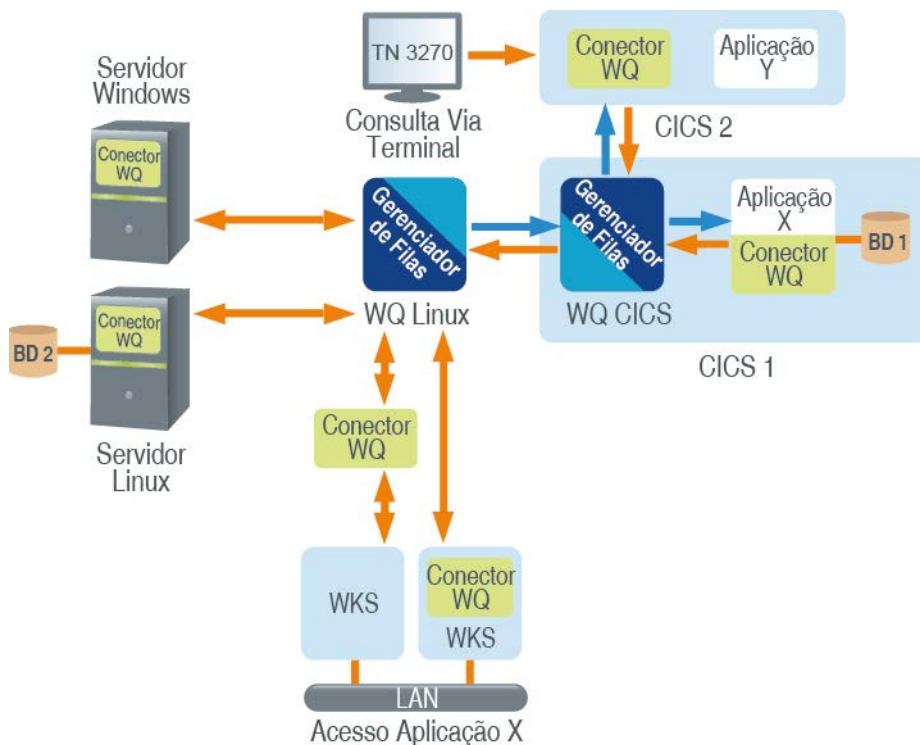 TN 3270
Consulta Via
Terminal
Conector
WQ
Aplicação
Y
CICS 2
Servidor
Windows
Conector
WQ
Gerenciador
de Filas
WQ Linux
Gerenciador
de Filas
WQ CICS
Aplicação
X
Conector
WQ
BD 1
CICS 1
BD 2
Conector
WQ
Servidor
Linux
Conector
WQ
WKS
Conector
WQ
WKS
LAN
Acesso Aplicação X